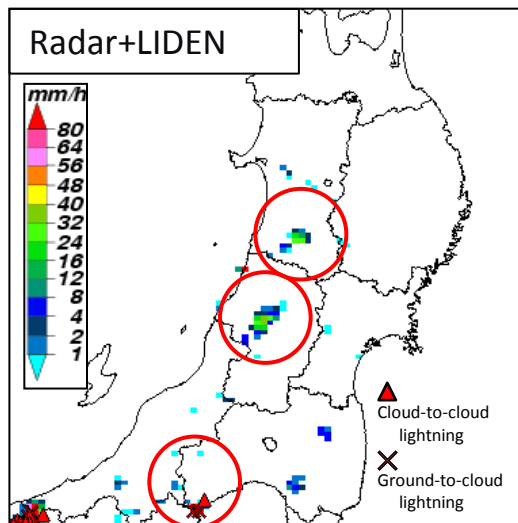 Radar+LIDEN
mm/h
80
64
56
48
40
32
24
16
12
8
4
2
1
Cloud-to-cloud
lightning
Ground-to-cloud
lightning